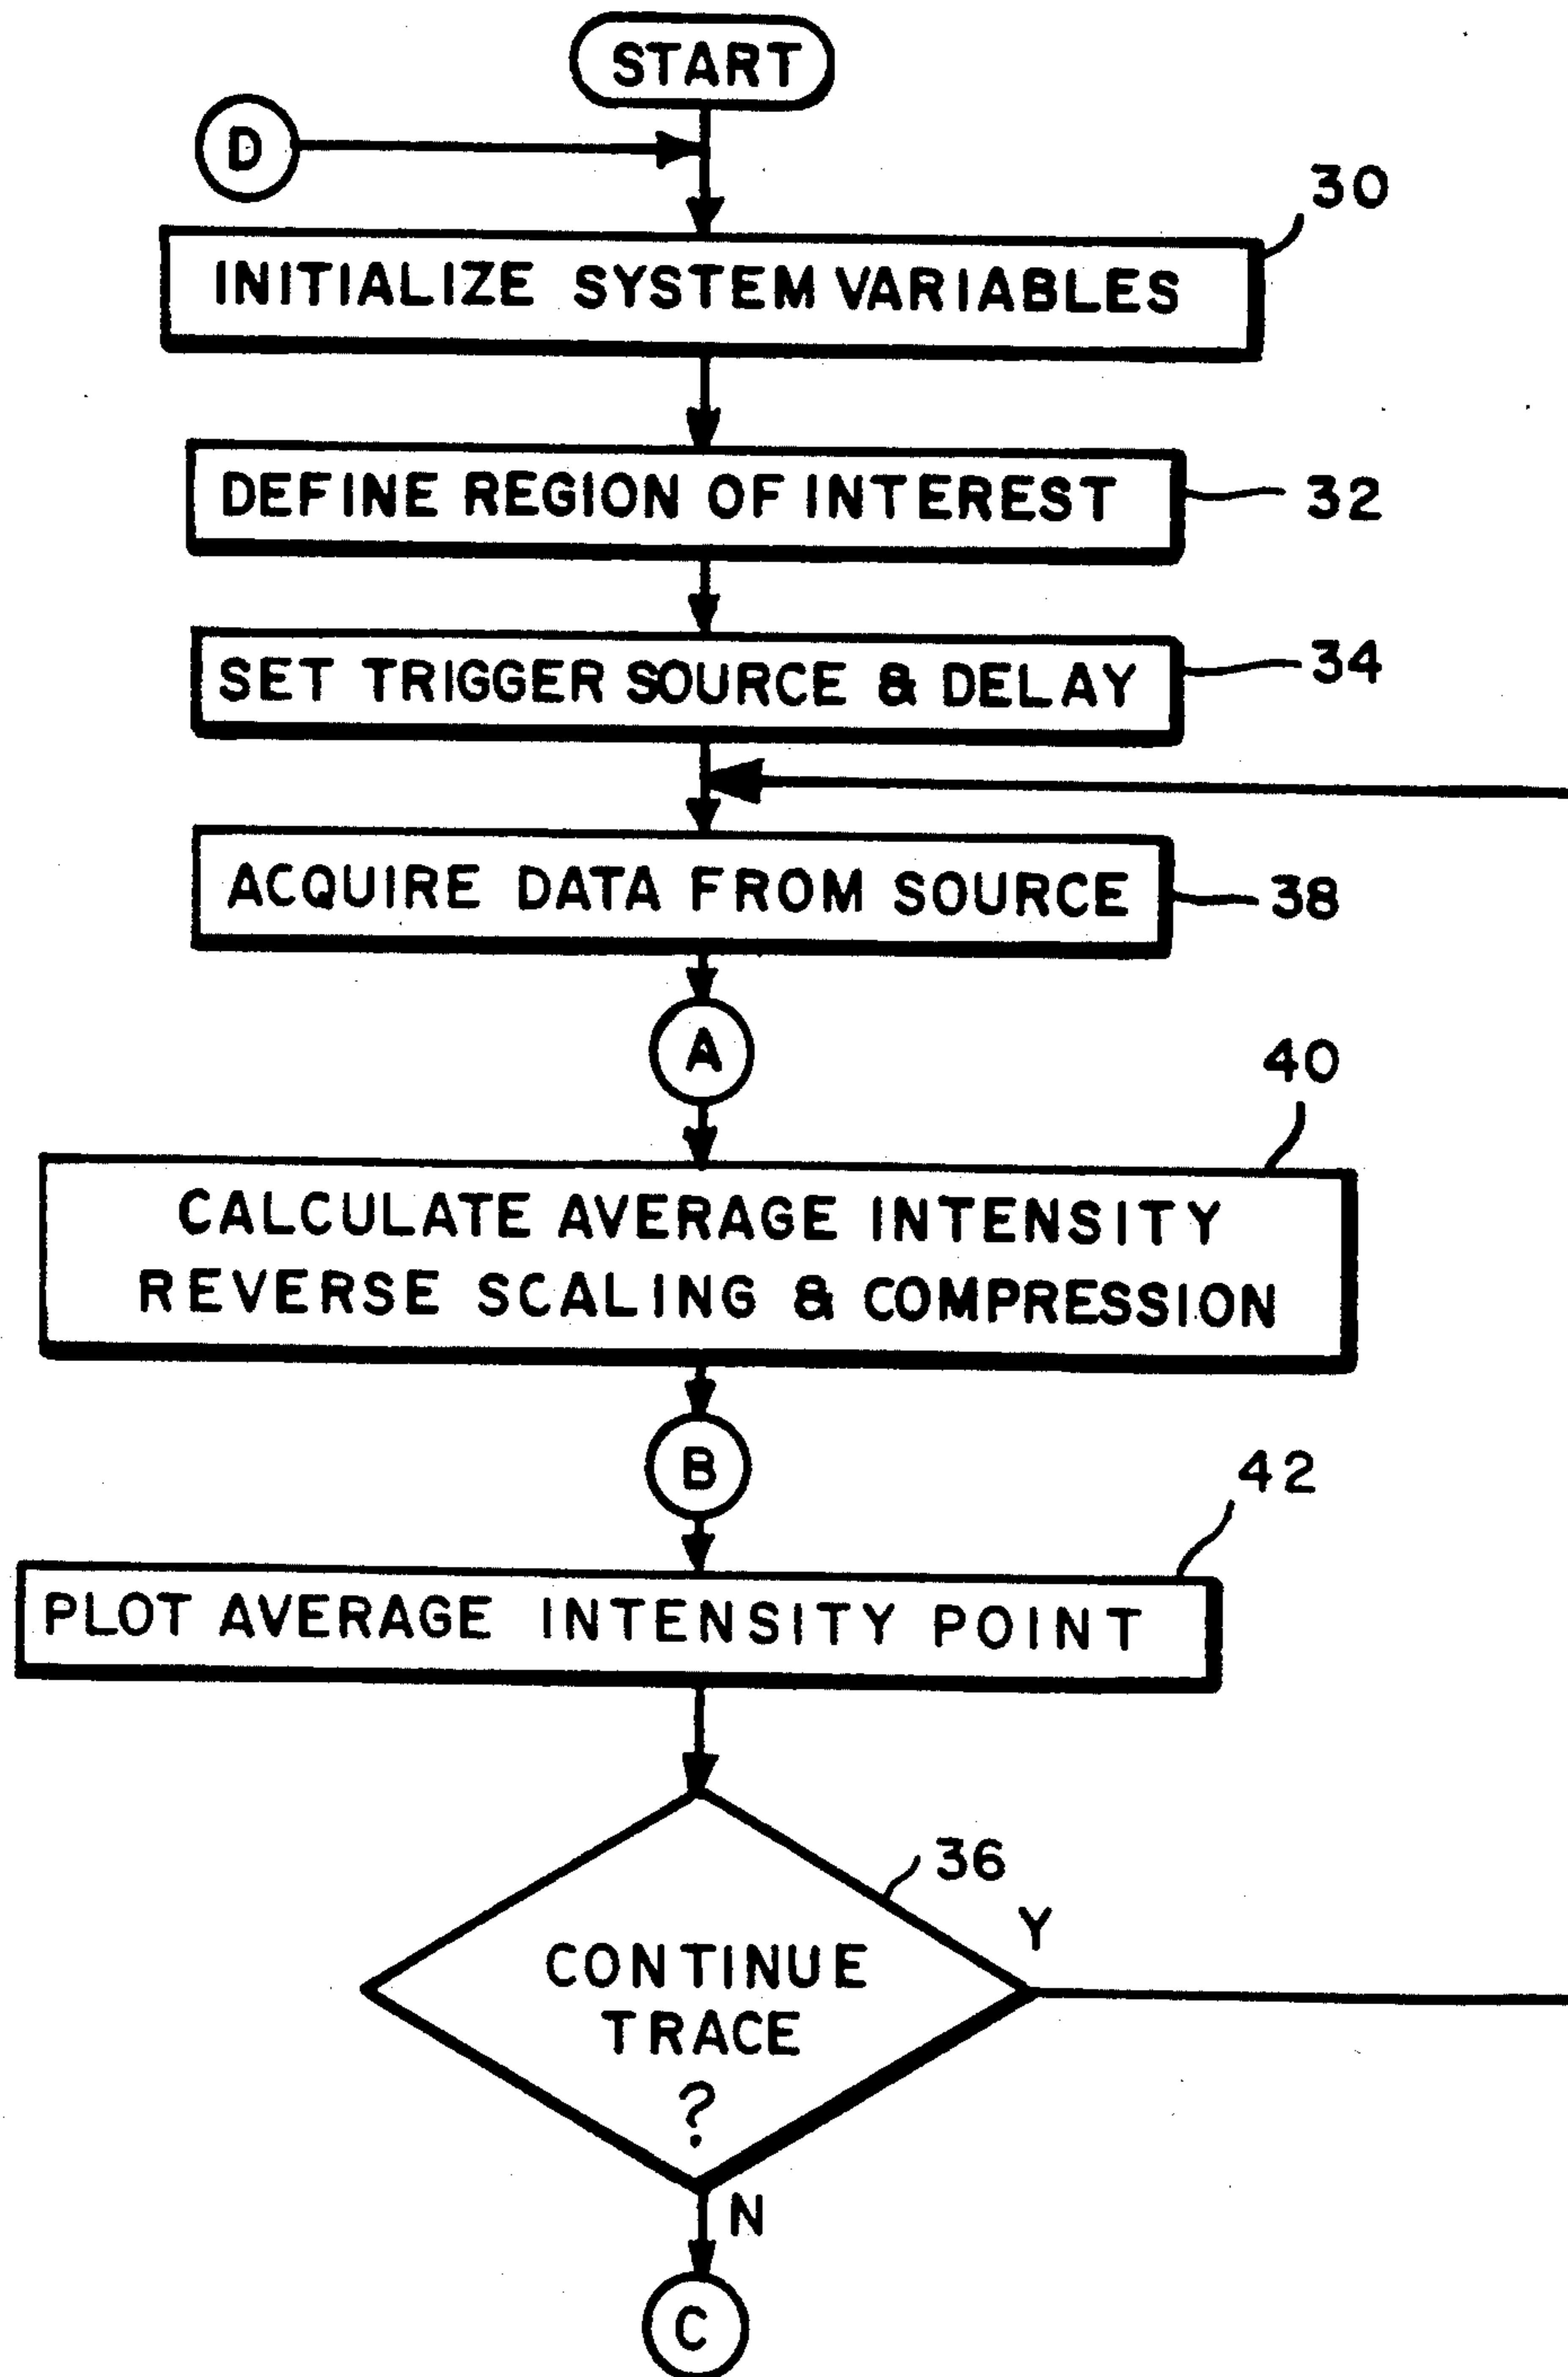 START
D
30
INITIALIZE SYSTEM VARIABLES
DEFINE REGION OF INTEREST
32
SET TRIGGER SOURCE & DELAY
34
ACQUIRE DATA FROM SOURCE
38
A
40
CALCULATE AVERAGE INTENSITY
REVERSE SCALING & COMPRESSION
B
42
PLOT AVERAGE INTENSITY POINT
36
Y
CONTINUE
TRACE
?
N
C